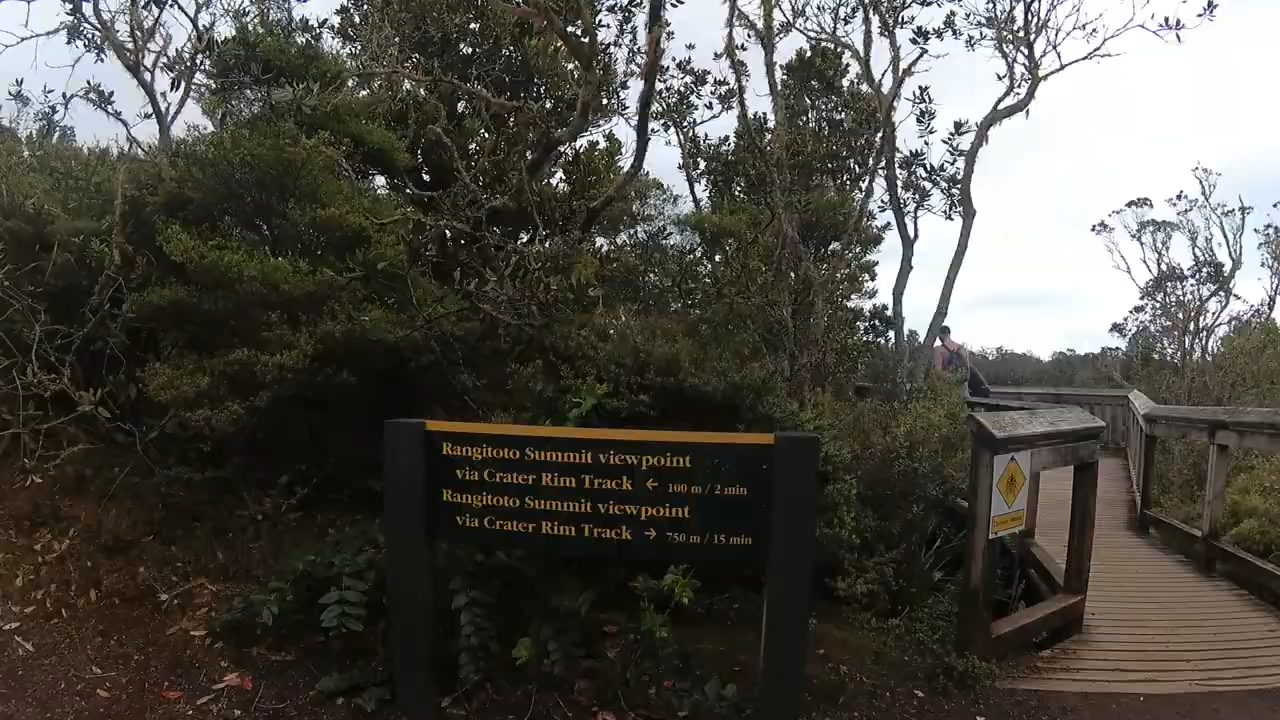 Rangitoto Summit viewpoint
via Crater Rim Track ← 100 m / 2 min
Rangitoto Summit viewpoint
via Crater Rim Track → 750 m / 15 min